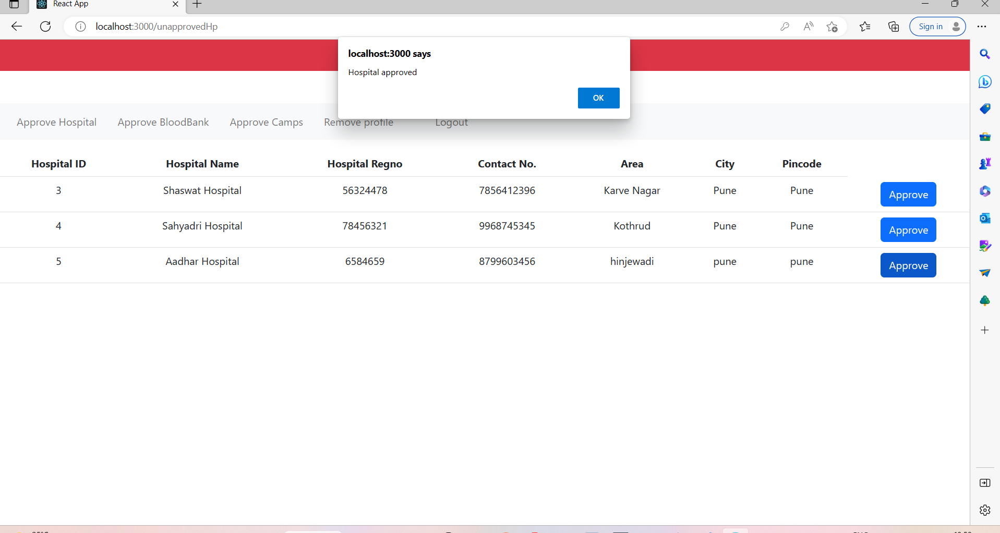 React App
localhost:3000/unapprovedHp
Sign in
localhost:3000 says
Hospital approved
OK
Approve Hospital Approve BloodBank Approve Camps Remove profile Logout
Hospital ID Hospital Name Hospital Regno Contact No. Area City Pincode
3 Shaswat Hospital 56324478 7856412396 Karve Nagar Pune Pune Approve
4 Sahyadri Hospital 78456321 9968745345 Kothrud Pune Pune Approve
5 Aadhar Hospital 6584659 8799603456 hinjewadi pune pune Approve